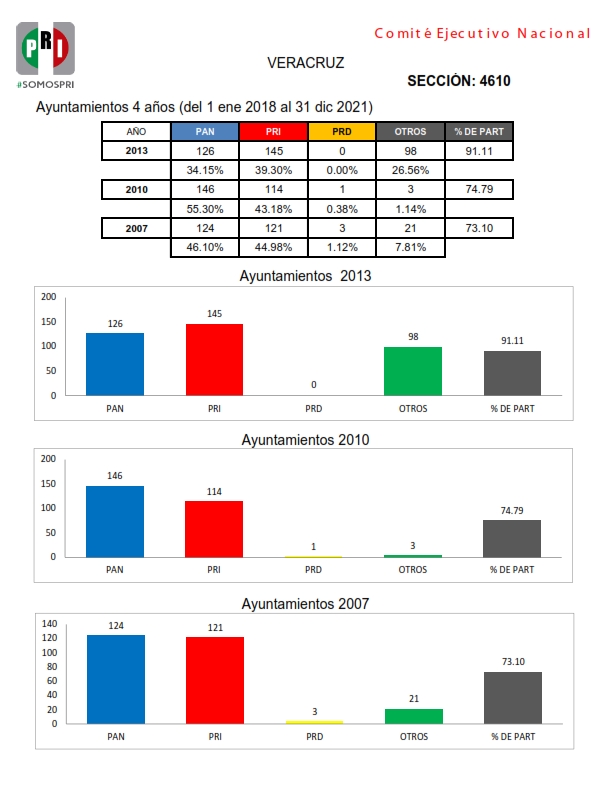 Comité Ejecutivo Nacional
PRI
#SOMOSPRI
VERACRUZ
SECCIÓN: 4610
Ayuntamientos 4 años (del 1 ene 2018 al 31 dic 2021)
AÑO PAN PRI PRD OTROS % DE PART
2013 126 145 0 98 91.11
34.15% 39.30% 0.00% 26.56%
2010 146 114 1 3 74.79
55.30% 43.18% 0.38% 1.14%
2007 124 121 3 21 73.10
46.10% 44.98% 1.12% 7.81%
Ayuntamientos 2013
200
150
100
50
0
126
145
0
98
91.11
PAN PRI PRD OTROS % DE PART
Ayuntamientos 2010
200
150
100
50
0
146
114
1
3
74.79
PAN PRI PRD OTROS % DE PART
Ayuntamientos 2007
140
120
100
80
60
40
20
0
124
121
3
21
73.10
PAN PRI PRD OTROS % DE PART